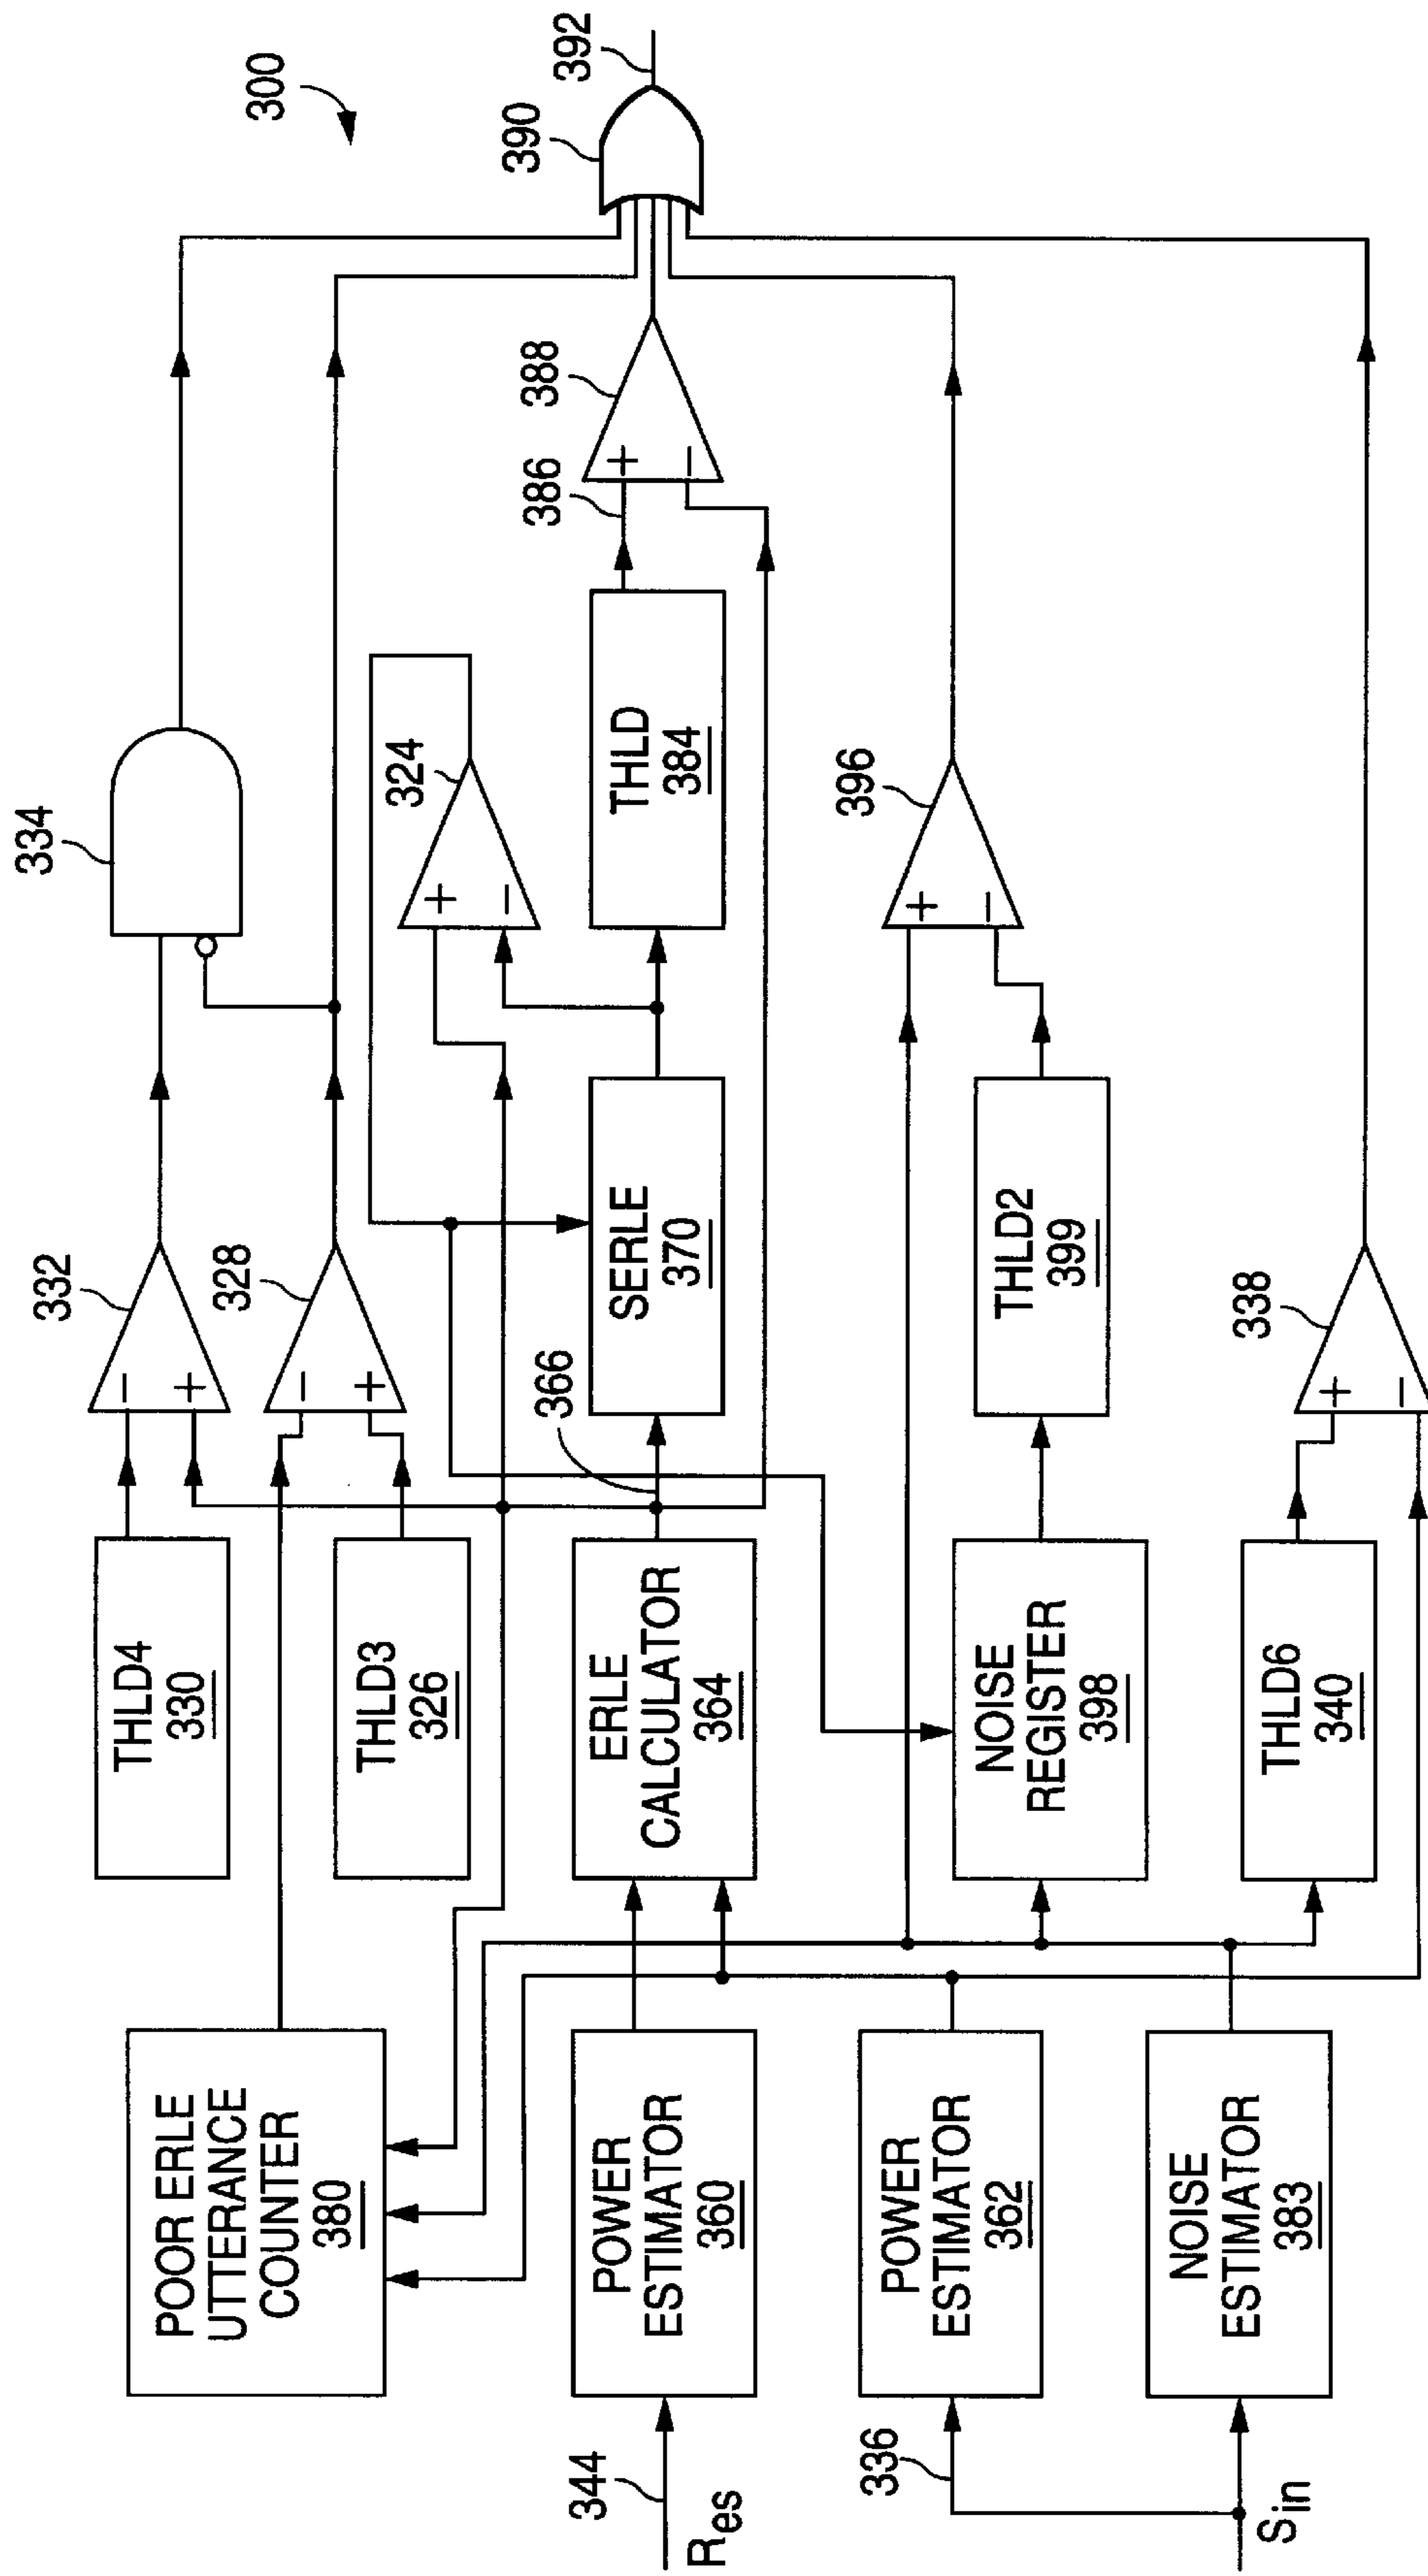 300
POOR ERLE
UTTERANCE
COUNTER
380
THLD4
330
THLD3
326
332
−
+
328
−
+
334
324
+
−
344
Res
POWER
ESTIMATOR
360
ERLE
CALCULATOR
364
366
SERLE
370
THLD
384
386
388
+
−
390
392
336
Sin
POWER
ESTIMATOR
362
NOISE
ESTIMATOR
383
NOISE
REGISTER
398
THLD2
399
396
+
−
THLD6
340
338
+
−